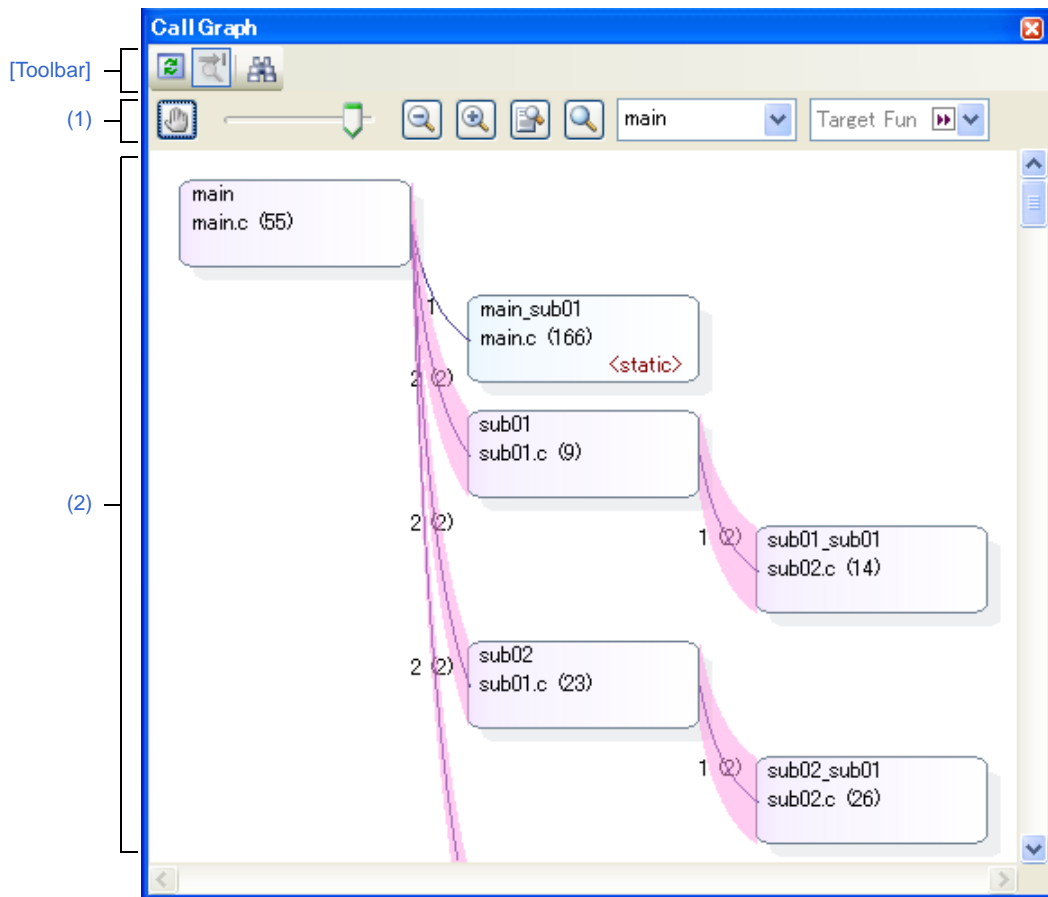 Call Graph
[Toolbar]
(1)
main
Target Fun
(2)
main
main.c (55)
1
main_sub01
main.c (166)
<static>
2 (2)
sub01
sub01.c (9)
2 (2)
1 (2)
sub01_sub01
sub02.c (14)
2 (2)
sub02
sub01.c (23)
1 (2)
sub02_sub01
sub02.c (26)